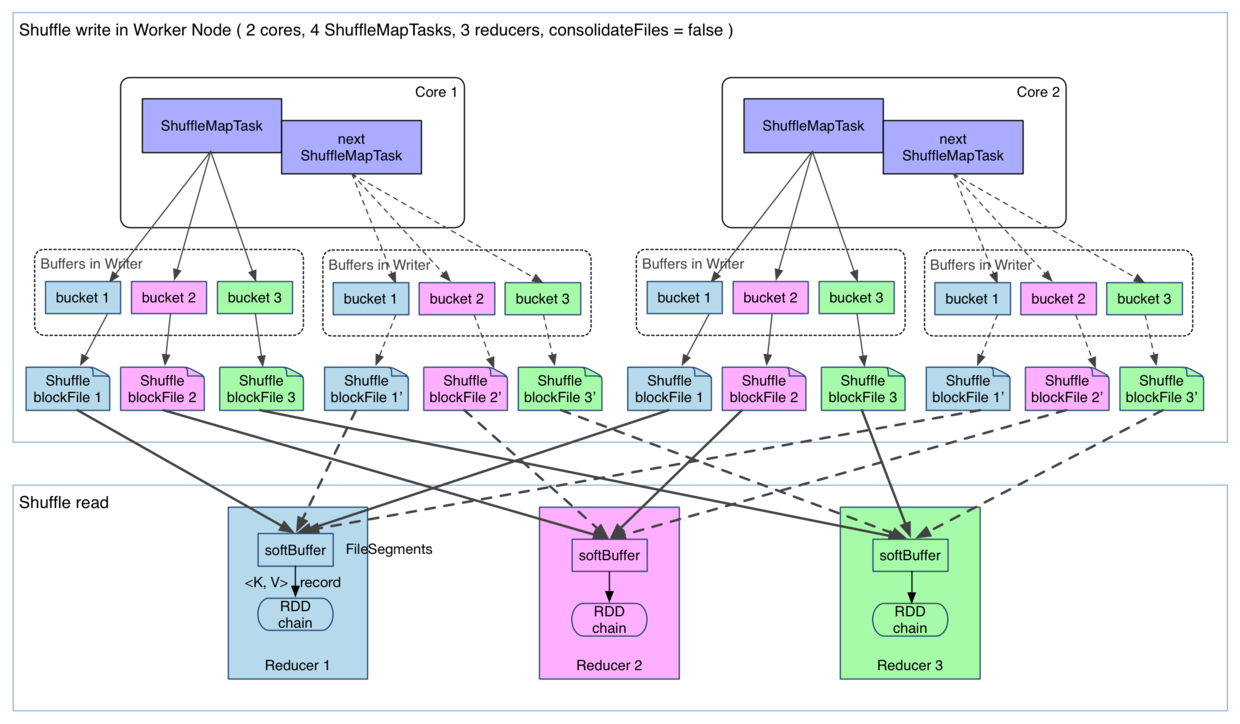 Shuffle write in Worker Node ( 2 cores, 4 ShuffleMapTasks, 3 reducers, consolidateFiles = false )
Core 1
ShuffleMapTask
next
ShuffleMapTask
Core 2
ShuffleMapTask
next
ShuffleMapTask
Buffers in Writer
bucket 1
bucket 2
bucket 3
Buffers in Writer
bucket 1
bucket 2
bucket 3
Buffers in Writer
bucket 1
bucket 2
bucket 3
Buffers in Writer
bucket 1
bucket 2
bucket 3
Shuffle
blockFile 1
Shuffle
blockFile 2
Shuffle
blockFile 3
Shuffle
blockFile 1’
Shuffle
blockFile 2’
Shuffle
blockFile 3’
Shuffle
blockFile 1
Shuffle
blockFile 2
Shuffle
blockFile 3
Shuffle
blockFile 1’
Shuffle
blockFile 2’
Shuffle
blockFile 3’
Shuffle read
softBuffer
FileSegments
<K, V> record
RDD
chain
Reducer 1
softBuffer
RDD
chain
Reducer 2
softBuffer
RDD
chain
Reducer 3